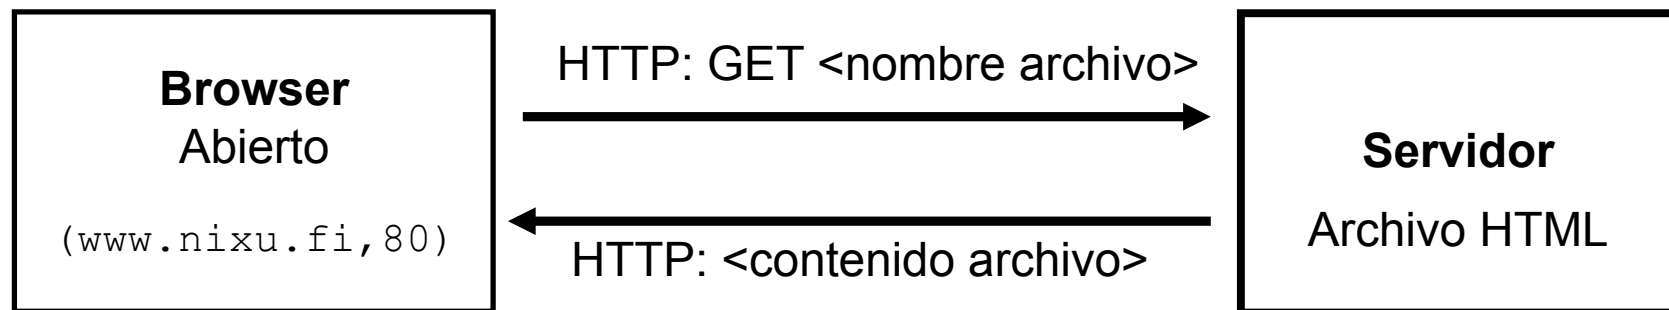 Browser
Abierto
(www.nixu.fi,80)
HTTP: GET <nombre archivo>
HTTP: <contenido archivo>
Servidor
Archivo HTML